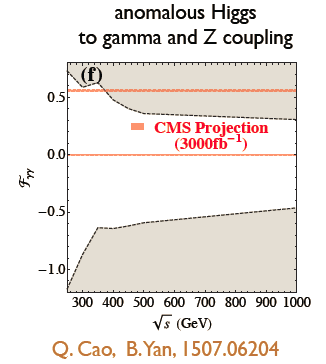 anomalous Higgs
to gamma and Z coupling
(f)
0.5
CMS Projection
(3000fb⁻¹)
0.0
-0.5
-1.0
ℱγγ
300 400 500 600 700 800 900 1000
√s (GeV)
Q. Cao, B.Yan, 1507.06204